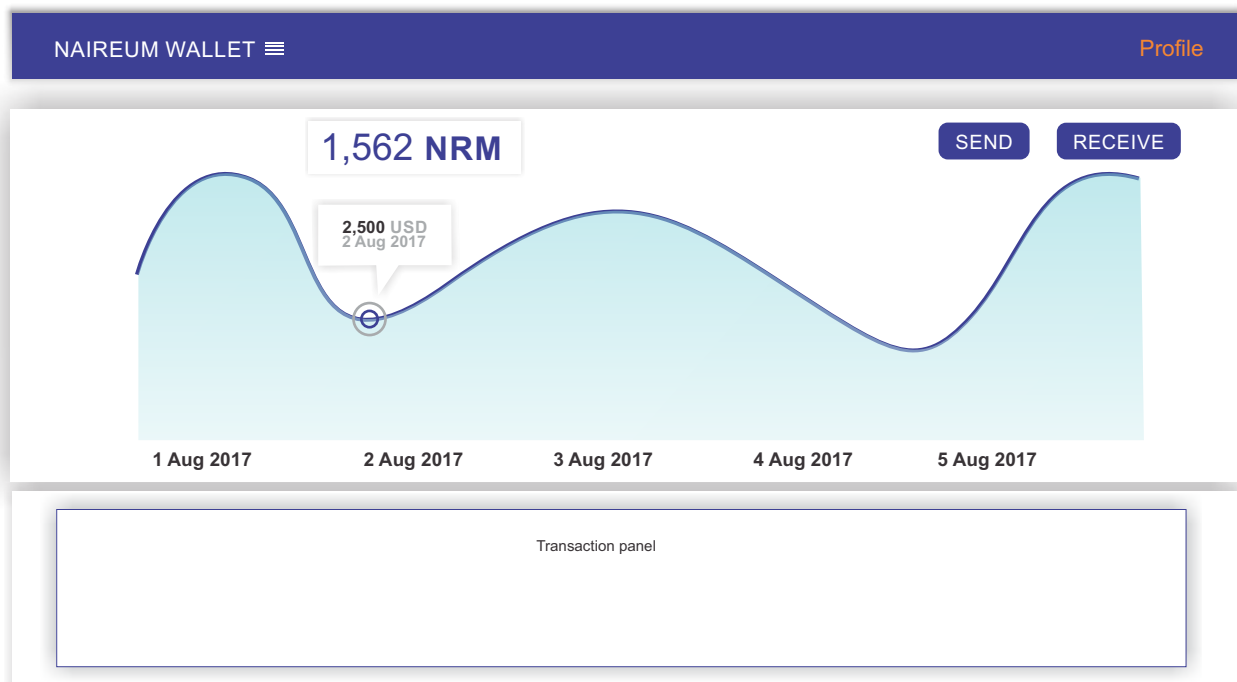 NAIREUM WALLET
Profile
1,562 NRM
SEND
RECEIVE
2,500 USD
2 Aug 2017
1 Aug 2017
2 Aug 2017
3 Aug 2017
4 Aug 2017
5 Aug 2017
Transaction panel